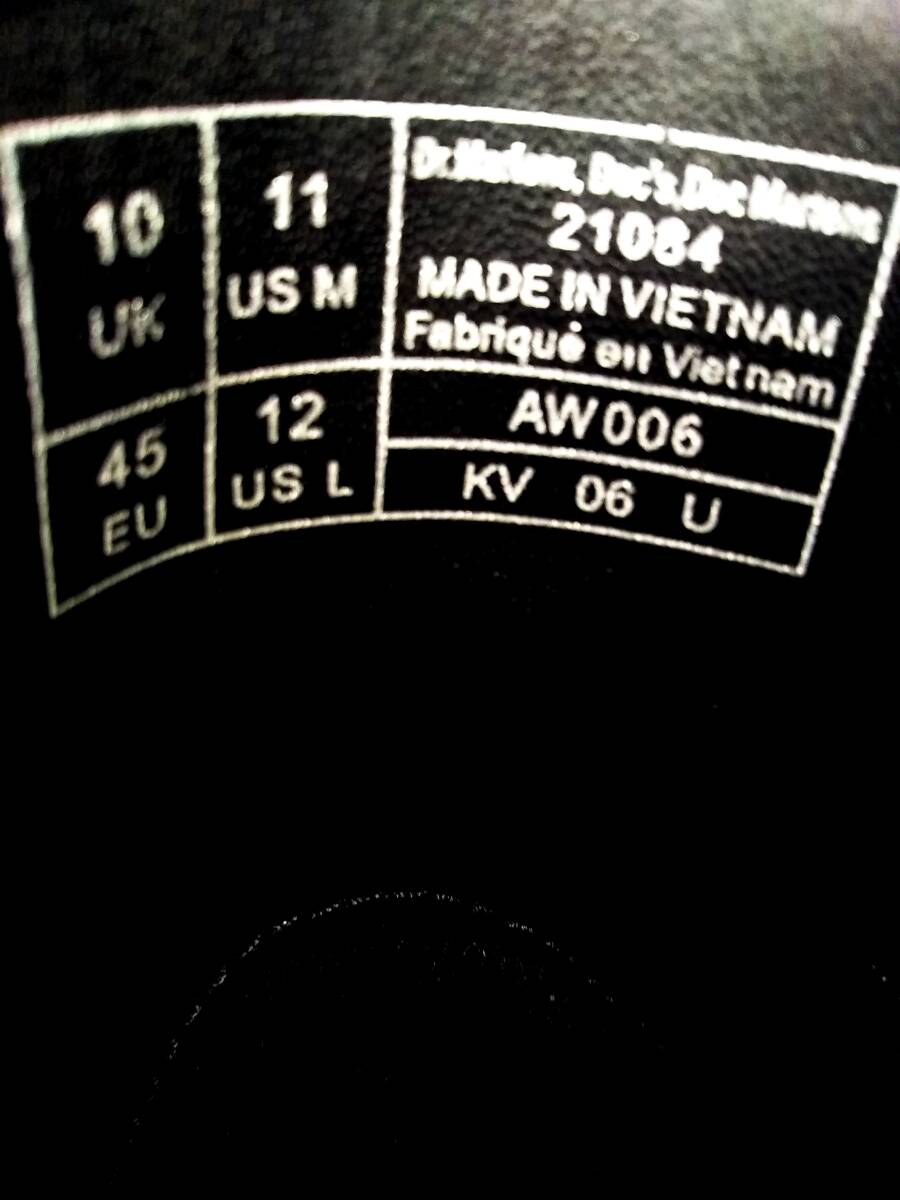 10
UK
11
US M
45
EU
12
US L
Dr.Martens, Doc's, Doc Martens
21084
MADE IN VIETNAM
Fabriqué en Vietnam
AW006
KV 06 U